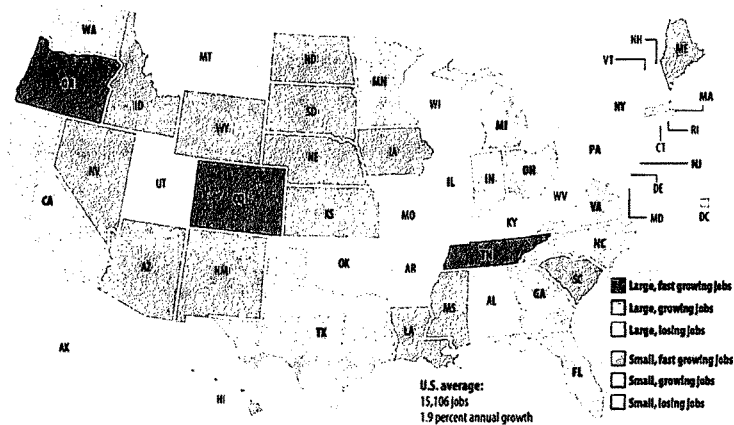 WA
MT
ND
MN
OR
ID
SD
WI
WY
MI
NE
IA
NV
UT
CO
IL
IN
OH
PA
NY
NH
VT
ME
MA
RI
CT
NJ
DE
MD
DC
CA
KS
MO
KY
WV
VA
AZ
NM
OK
AR
TN
NC
SC
TX
LA
MS
AL
GA
FL
AK
HI
Large, fast growing jobs
Large, growing jobs
Large, losing jobs
Small, fast growing jobs
Small, growing jobs
Small, losing jobs
U.S. average:
15,106 jobs
1.9 percent annual growth